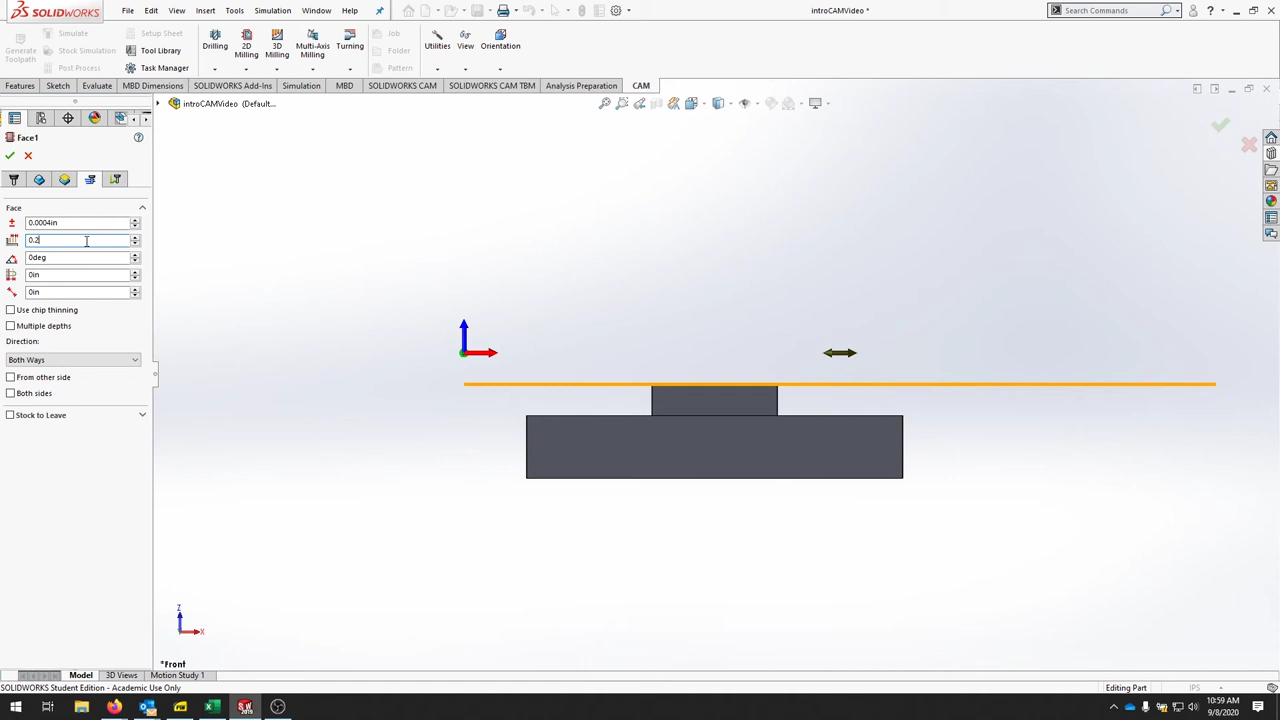 SOLIDWORKS
File Edit View Insert Tools Simulation Window Help
introCAMVideo *
Search Commands
Generate Toolpath
Simulate
Stock Simulation
Post Process
Setup Sheet
Tool Library
Task Manager
Drilling
2D Milling
3D Milling
Multi-Axis Milling
Turning
Job
Folder
Pattern
Utilities
View
Orientation
Features Sketch Evaluate MBD Dimensions SOLIDWORKS Add-Ins Simulation MBD SOLIDWORKS CAM SOLIDWORKS CAM TBM Analysis Preparation CAM
introCAMVideo (Default...
Face1
Face
0.0004in
0.2
0deg
0in
0in
Use chip thinning
Multiple depths
Direction:
Both Ways
From other side
Both sides
Stock to Leave
Z
X
*Front
Model 3D Views Motion Study 1
SOLIDWORKS Student Edition - Academic Use Only
Editing Part
IPS
10:59 AM
9/8/2020